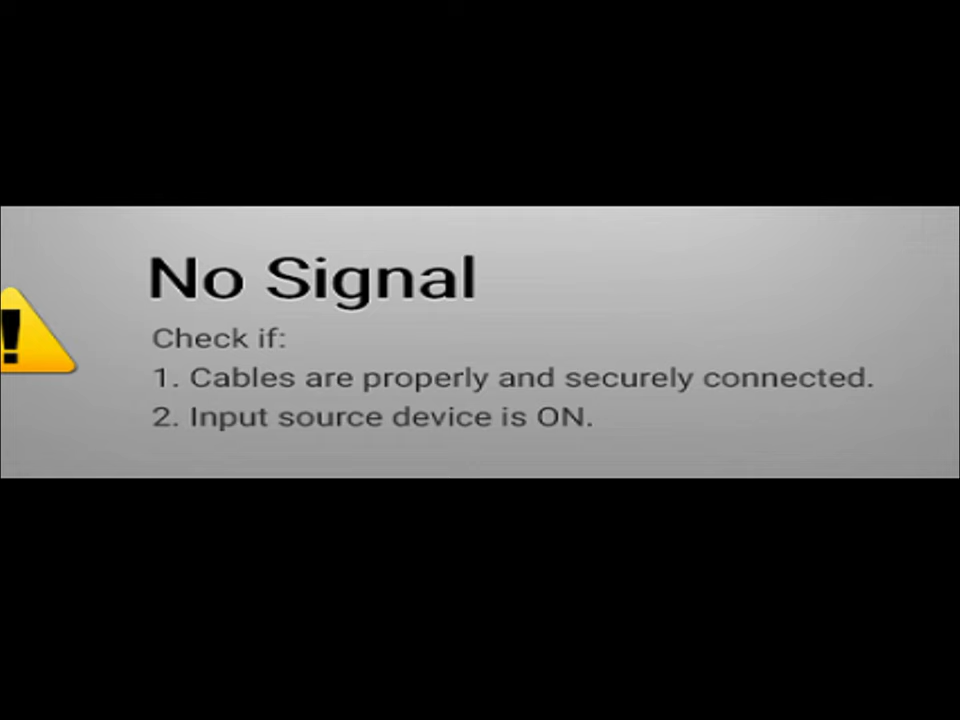 No Signal
Check if:
1. Cables are properly and securely connected.
2. Input source device is ON.